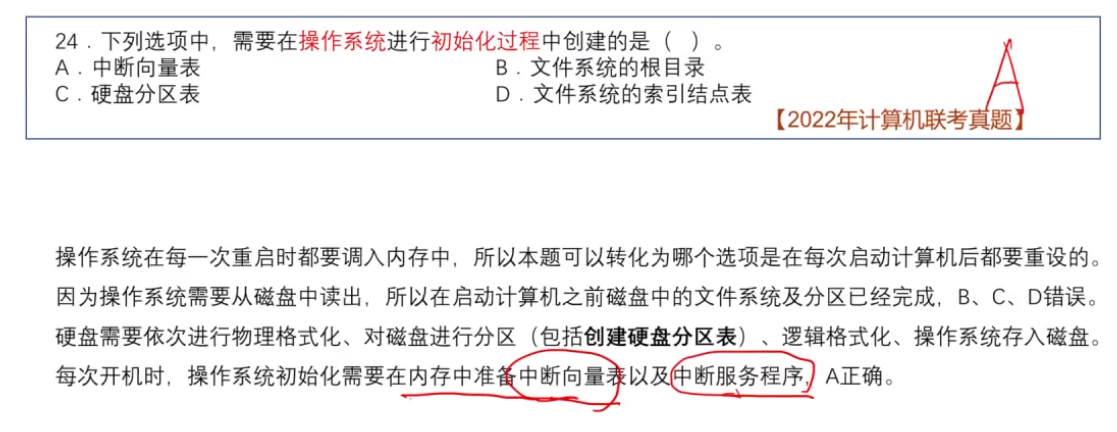 24．下列选项中，需要在操作系统进行初始化过程中创建的是（ ）。
A．中断向量表 B．文件系统的根目录
C．硬盘分区表 D．文件系统的索引结点表
A
【2022年计算机联考真题】
操作系统在每一次重启时都要调入内存中，所以本题可以转化为哪个选项是在每次启动计算机后都要重设的。
因为操作系统需要从磁盘中读出，所以在启动计算机之前磁盘中的文件系统及分区已经完成，B、C、D错误。
硬盘需要依次进行物理格式化、对磁盘进行分区（包括创建硬盘分区表）、逻辑格式化、操作系统存入磁盘。
每次开机时，操作系统初始化需要在内存中准备中断向量表以及中断服务程序，A正确。